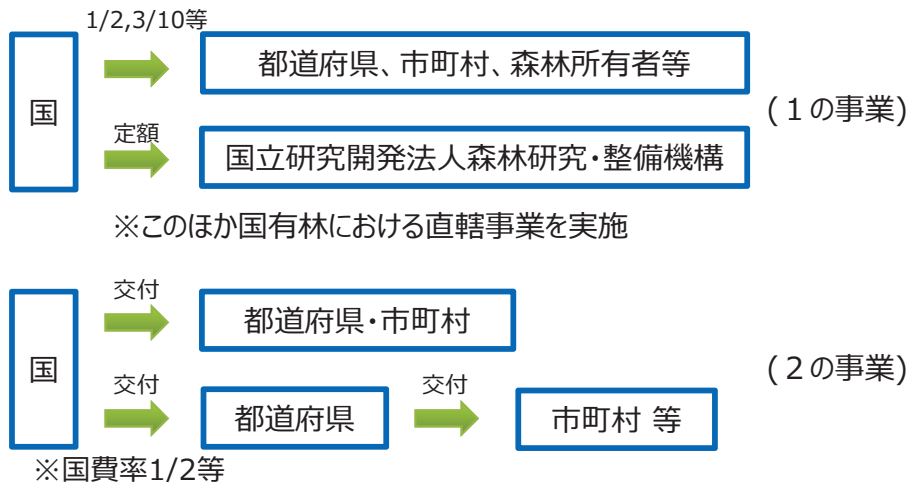 1/2,3/10等
国
都道府県、市町村、森林所有者等
(１の事業)
定額
国立研究開発法人森林研究・整備機構
※このほか国有林における直轄事業を実施
国
交付
都道府県・市町村
(２の事業)
交付
都道府県
交付
市町村 等
※国費率1/2等